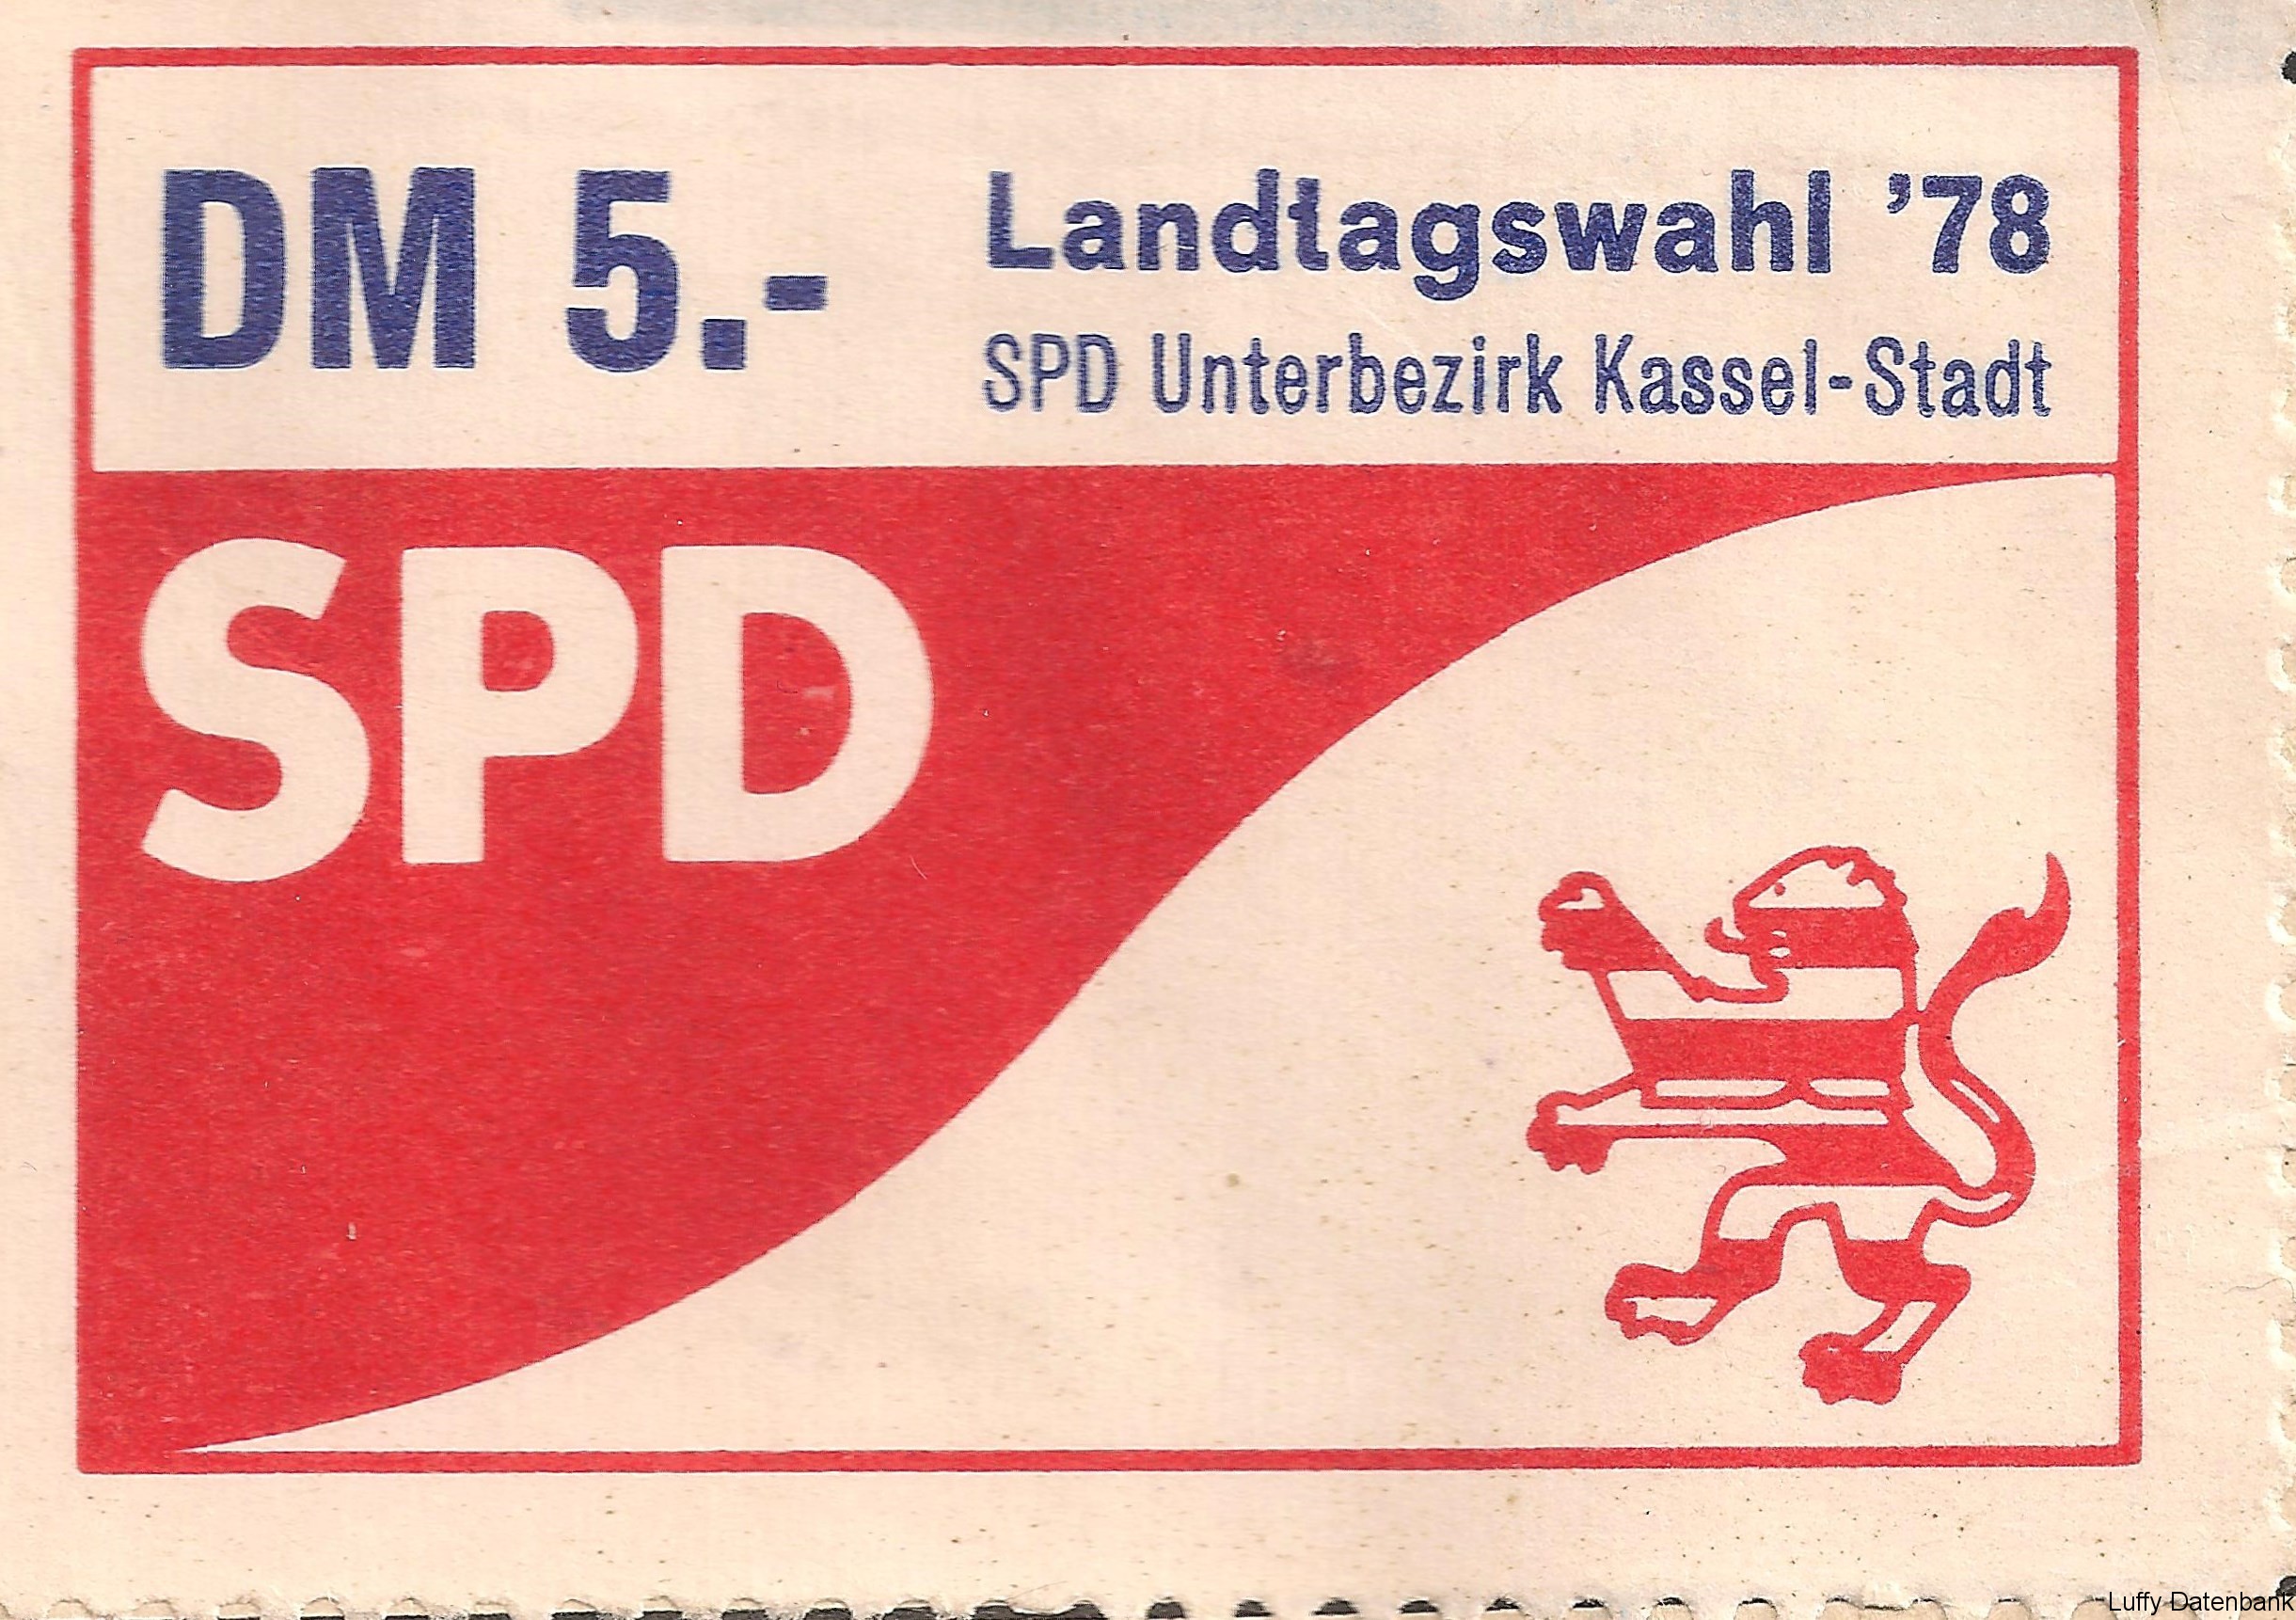 DM 5.-
Landtagswahl '78
SPD Unterbezirk Kassel-Stadt
SPD
Luffy Datenbank